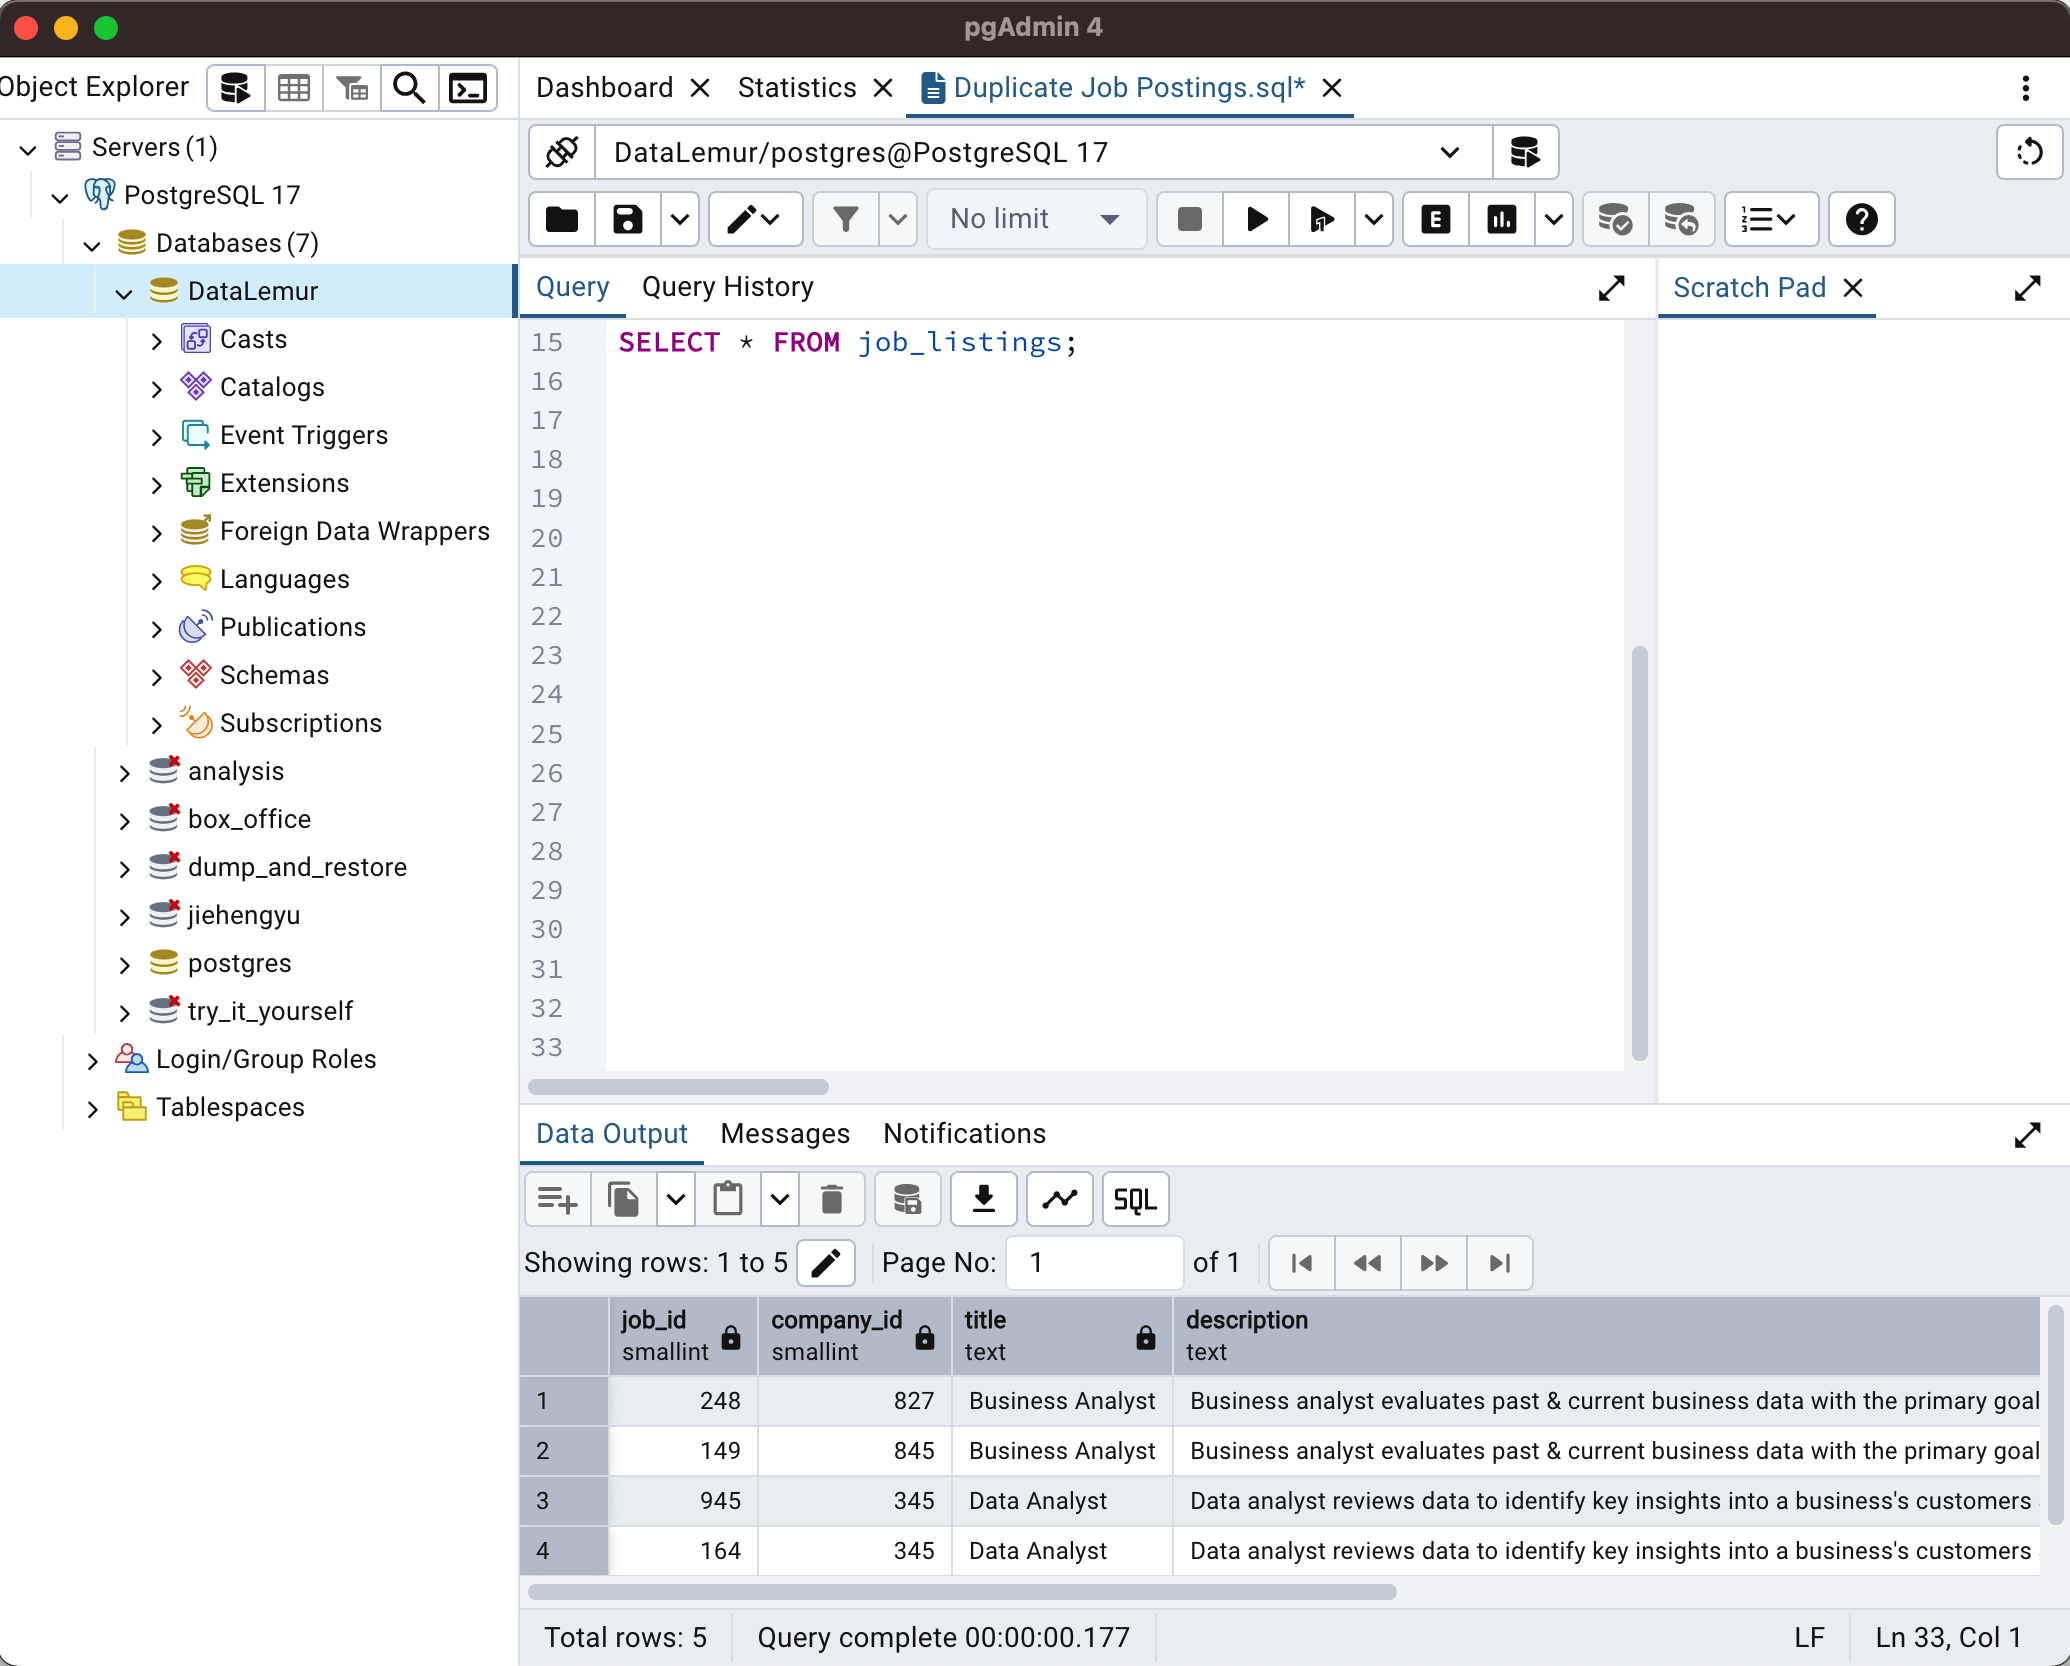 pgAdmin 4
Object Explorer
Dashboard
Statistics
Duplicate Job Postings.sql*
Servers (1)
PostgreSQL 17
Databases (7)
DataLemur
Casts
Catalogs
Event Triggers
Extensions
Foreign Data Wrappers
Languages
Publications
Schemas
Subscriptions
analysis
box_office
dump_and_restore
jiehengyu
postgres
try_it_yourself
Login/Group Roles
Tablespaces
DataLemur/postgres@PostgreSQL 17
No limit
E
Query
Query History
Scratch Pad
15 SELECT * FROM job_listings;
16
17
18
19
20
21
22
23
24
25
26
27
28
29
30
31
32
33
Data Output
Messages
Notifications
SQL
Showing rows: 1 to 5
Page No: 1 of 1
job_id smallint
company_id smallint
title text
description text
1 248 827 Business Analyst Business analyst evaluates past & current business data with the primary goal
2 149 845 Business Analyst Business analyst evaluates past & current business data with the primary goal
3 945 345 Data Analyst Data analyst reviews data to identify key insights into a business's customers
4 164 345 Data Analyst Data analyst reviews data to identify key insights into a business's customers
Total rows: 5
Query complete 00:00:00.177
LF
Ln 33, Col 1